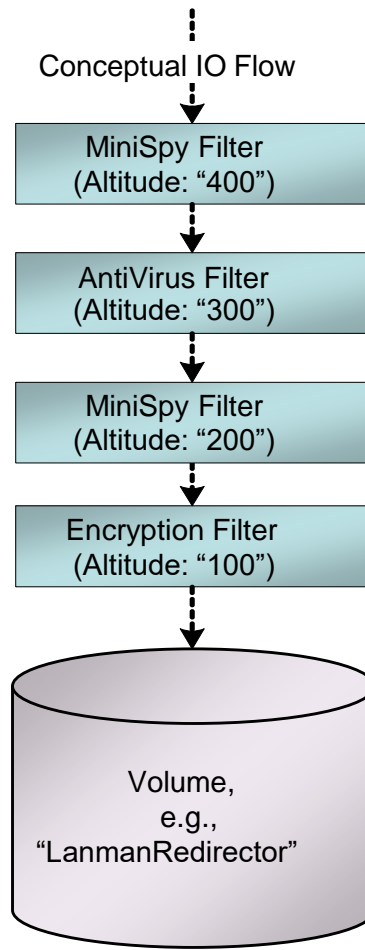 Conceptual IO Flow
MiniSpy Filter
(Altitude: “400”)
AntiVirus Filter
(Altitude: “300”)
MiniSpy Filter
(Altitude: “200”)
Encryption Filter
(Altitude: “100”)
Volume,
e.g.,
“LanmanRedirector”